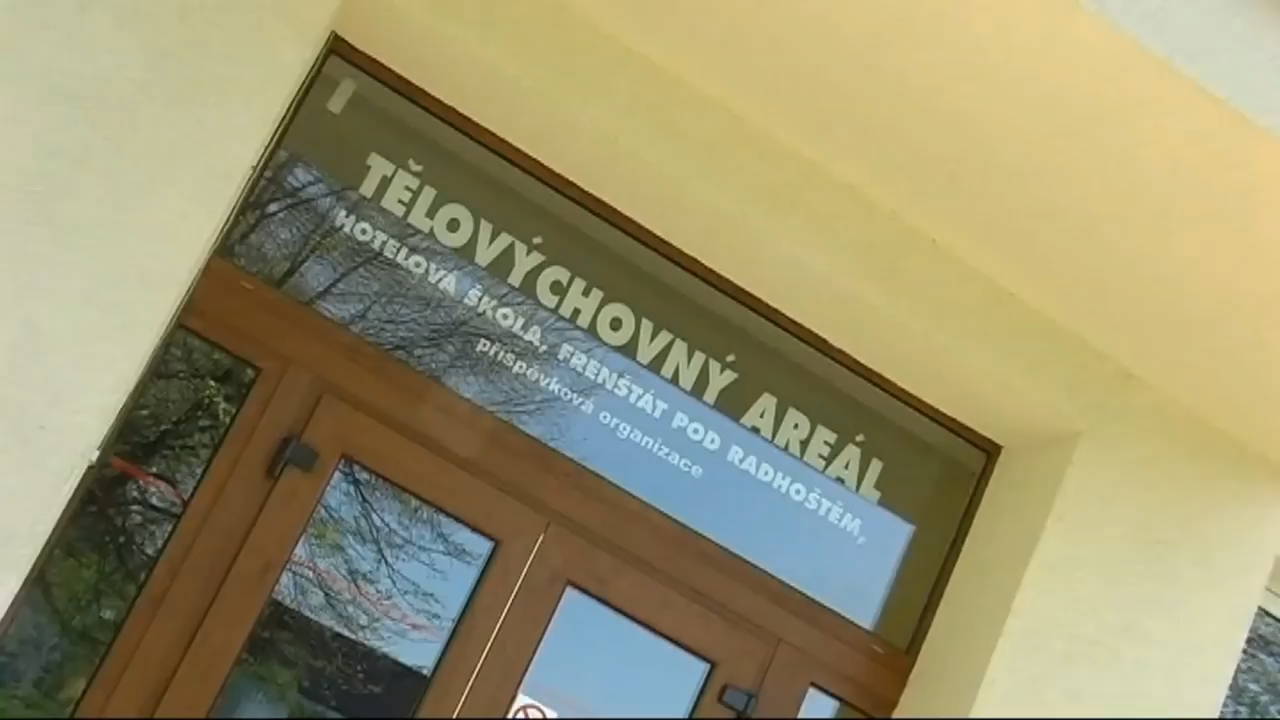 TĚLOVÝCHOVNÝ AREÁL
HOTELOVÁ ŠKOLA, FRENŠTÁT POD RADHOŠTĚM,
příspěvková organizace